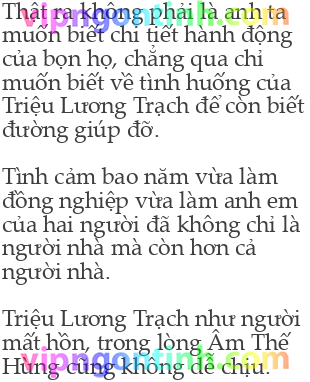 Thật ra không phải là anh ta
vipngontinh.com
muốn biết chi tiết hành động
của bọn họ, chẳng qua chỉ
muốn biết về tình huống của
Triệu Lương Trạch để còn biết
đường giúp đỡ.
Tình cảm bao năm vừa làm
đồng nghiệp vừa làm anh em
của hai người đã không chỉ là
người nhà mà còn hơn cả
người nhà.
Triệu Lương Trạch như người
mất hồn, trong lòng Âm Thế
vipngontinh.com
Hùng cũng không dễ chịu.